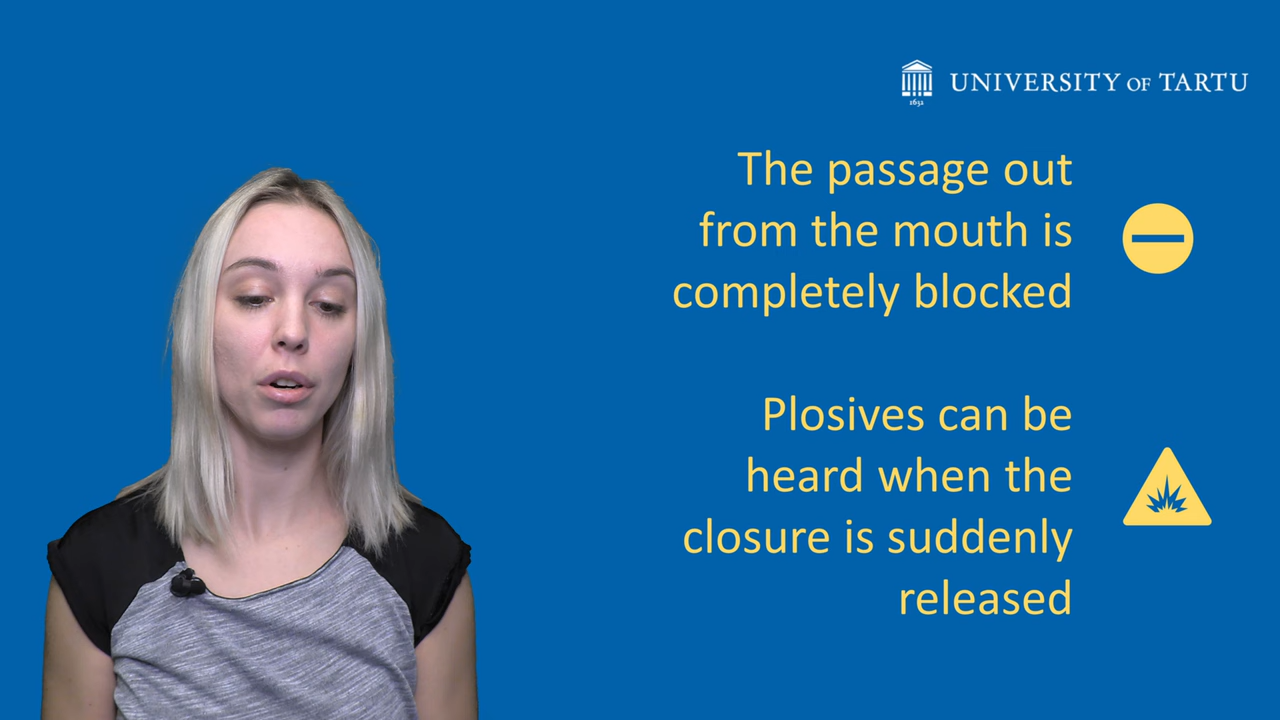 UNIVERSITY OF TARTU
1632
The passage out
from the mouth is
completely blocked
Plosives can be
heard when the
closure is suddenly
released